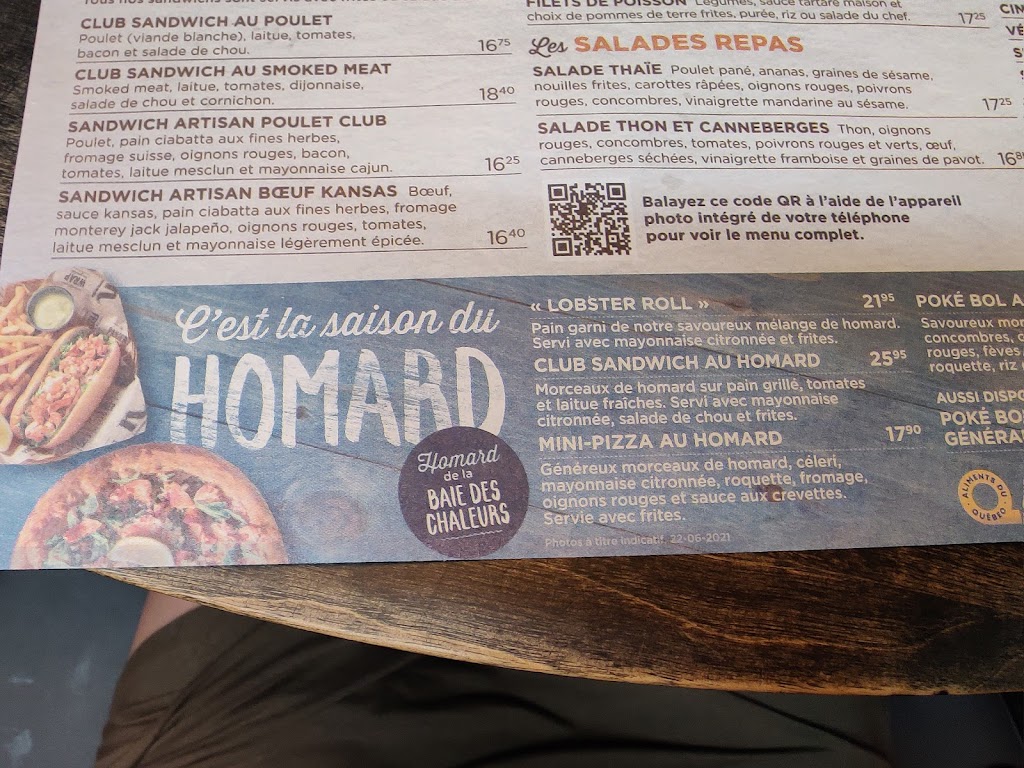 CLUB SANDWICH AU POULET
Poulet (viande blanche), laitue, tomates,
bacon et salade de chou. 16 75
CLUB SANDWICH AU SMOKED MEAT
Smoked meat, laitue, tomates, dijonnaise,
salade de chou et cornichon. 18 40
SANDWICH ARTISAN POULET CLUB
Poulet, pain ciabatta aux fines herbes,
fromage suisse, oignons rouges, bacon,
tomates, laitue mesclun et mayonnaise cajun. 16 25
SANDWICH ARTISAN BŒUF KANSAS Bœuf,
sauce kansas, pain ciabatta aux fines herbes, fromage
monterey jack jalapeño, oignons rouges, tomates,
laitue mesclun et mayonnaise légèrement épicée. 16 40
FILETS DE POISSON Légumes, sauce tartare maison et
choix de pommes de terre frites, purée, riz ou salade du chef. 17 25
Les SALADES REPAS
SALADE THAÏE Poulet pané, ananas, graines de sésame,
nouilles frites, carottes râpées, oignons rouges, poivrons
rouges, concombres, vinaigrette mandarine au sésame. 17 25
SALADE THON ET CANNEBERGES Thon, oignons
rouges, concombres, tomates, poivrons rouges et verts, œuf,
canneberges séchées, vinaigrette framboise et graines de pavot. 16
Balayez ce code QR à l'aide de l'appareil
photo intégré de votre téléphone
pour voir le menu complet.
C'est la saison du
HOMARD
Homard
de la
BAIE DES
CHALEURS
« LOBSTER ROLL » 21 95
Pain garni de notre savoureux mélange de homard.
Servi avec mayonnaise citronnée et frites.
CLUB SANDWICH AU HOMARD 25 95
Morceaux de homard sur pain grillé, tomates
et laitue fraîches. Servi avec mayonnaise
citronnée, salade de chou et frites.
MINI-PIZZA AU HOMARD 17 90
Généreux morceaux de homard, céleri,
mayonnaise citronnée, roquette, fromage,
oignons rouges et sauce aux crevettes.
Servie avec frites.
Photos à titre indicatif. 22-06-2021
POKÉ BOL A
Savoureux mor
concombres,
rouges, fèves
roquette, riz
AUSSI DISPO
POKÉ BO
GÉNÉRA
ALIMENTS DU
QUÉBEC